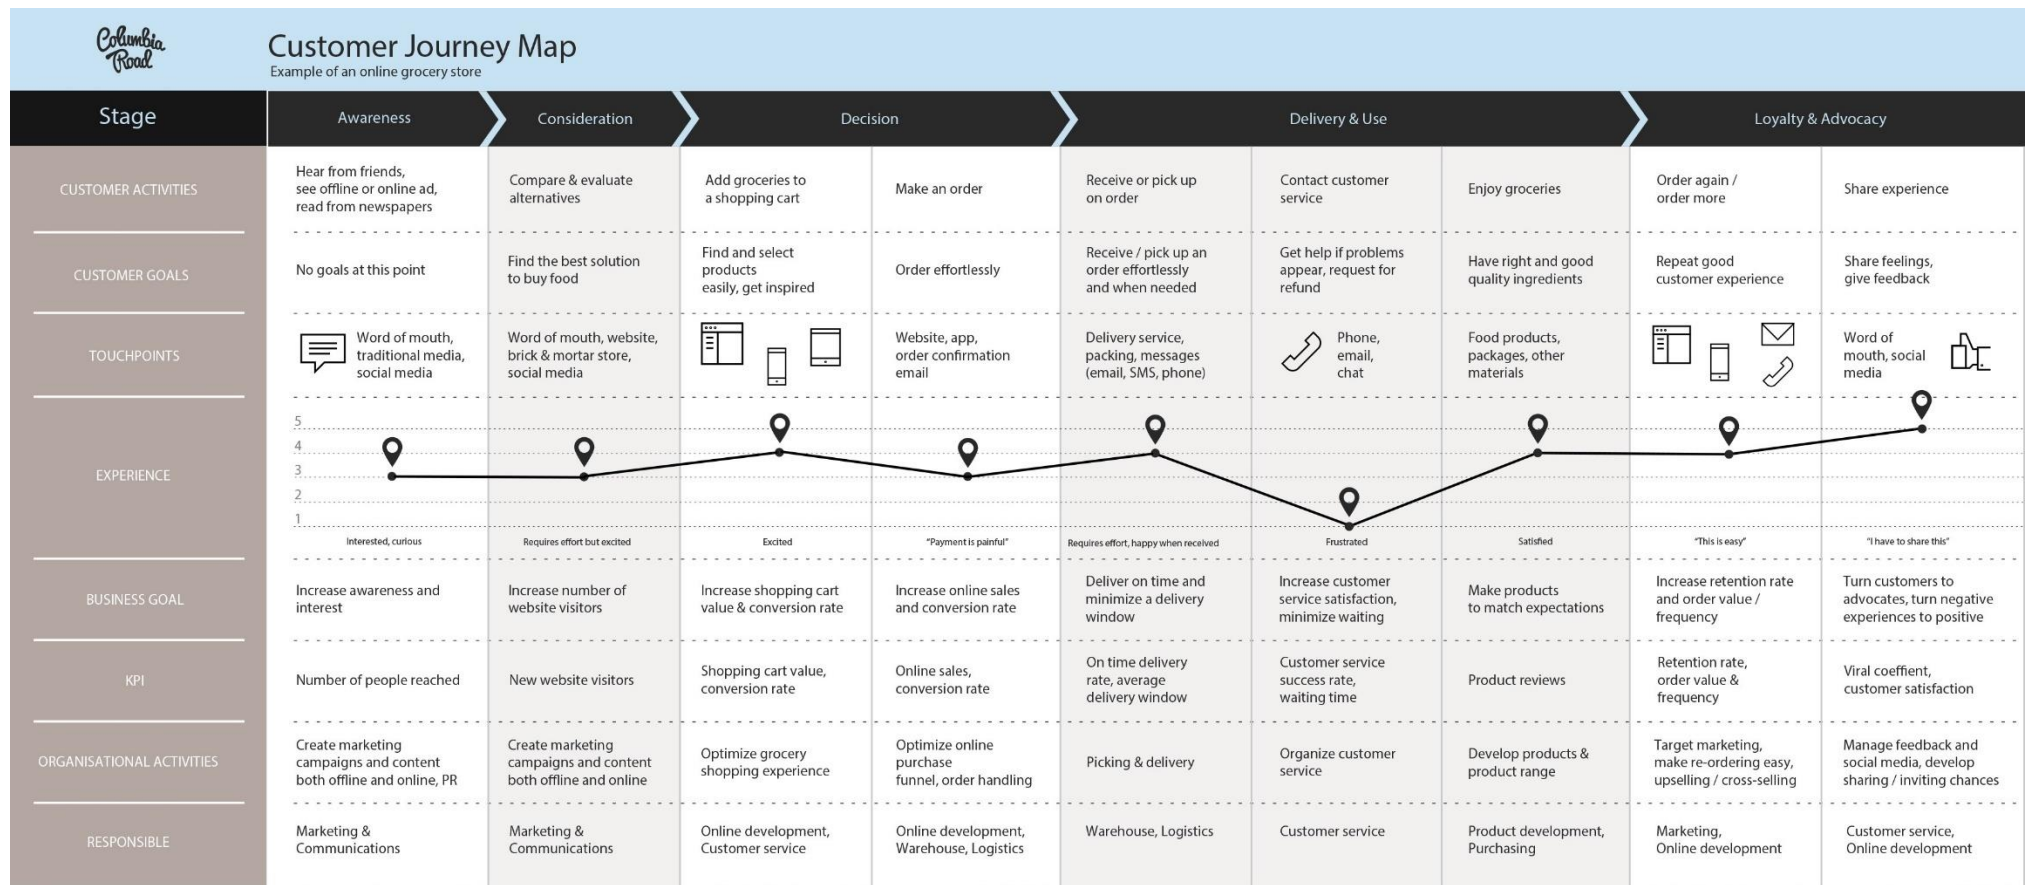 Columbia
Road
Customer Journey Map
Example of an online grocery store
Stage
Awareness
Consideration
Decision
Delivery & Use
Loyalty & Advocacy
CUSTOMER ACTIVITIES
Hear from friends,
see offline or online ad,
read from newspapers
Compare & evaluate
alternatives
Add groceries to
a shopping cart
Make an order
Receive or pick up
on order
Contact customer
service
Enjoy groceries
Order again /
order more
Share experience
CUSTOMER GOALS
No goals at this point
Find the best solution
to buy food
Find and select
products
easily, get inspired
Order effortlessly
Receive / pick up an
order effortlessly
and when needed
Get help if problems
appear, request for
refund
Have right and good
quality ingredients
Repeat good
customer experience
Share feelings,
give feedback
TOUCHPOINTS
Word of mouth,
traditional media,
social media
Word of mouth, website,
brick & mortar store,
social media
Website, app,
order confirmation
email
Delivery service,
packing, messages
(email, SMS, phone)
Phone,
email,
chat
Food products,
packages, other
materials
Word of
mouth, social
media
EXPERIENCE
5
4
3
2
1
Interested, curious
Requires effort but excited
Excited
"Payment is painful"
Requires effort, happy when received
Frustrated
Satisfied
"This is easy"
"I have to share this"
BUSINESS GOAL
Increase awareness and
interest
Increase number of
website visitors
Increase shopping cart
value & conversion rate
Increase online sales
and conversion rate
Deliver on time and
minimize a delivery
window
Increase customer
service satisfaction,
minimize waiting
Make products
to match expectations
Increase retention rate
and order value /
frequency
Turn customers to
advocates, turn negative
experiences to positive
KPI
Number of people reached
New website visitors
Shopping cart value,
conversion rate
Online sales,
conversion rate
On time delivery
rate, average
delivery window
Customer service
success rate,
waiting time
Product reviews
Retention rate,
order value &
frequency
Viral coeffient,
customer satisfaction
ORGANISATIONAL ACTIVITIES
Create marketing
campaigns and content
both offline and online, PR
Create marketing
campaigns and content
both offline and online
Optimize grocery
shopping experience
Optimize online
purchase
funnel, order handling
Picking & delivery
Organize customer
service
Develop products &
product range
Target marketing,
make re-ordering easy,
upselling / cross-selling
Manage feedback and
social media, develop
sharing / inviting chances
RESPONSIBLE
Marketing &
Communications
Marketing &
Communications
Online development,
Customer service
Online development,
Warehouse, Logistics
Warehouse, Logistics
Customer service
Product development,
Purchasing
Marketing,
Online development
Customer service,
Online development